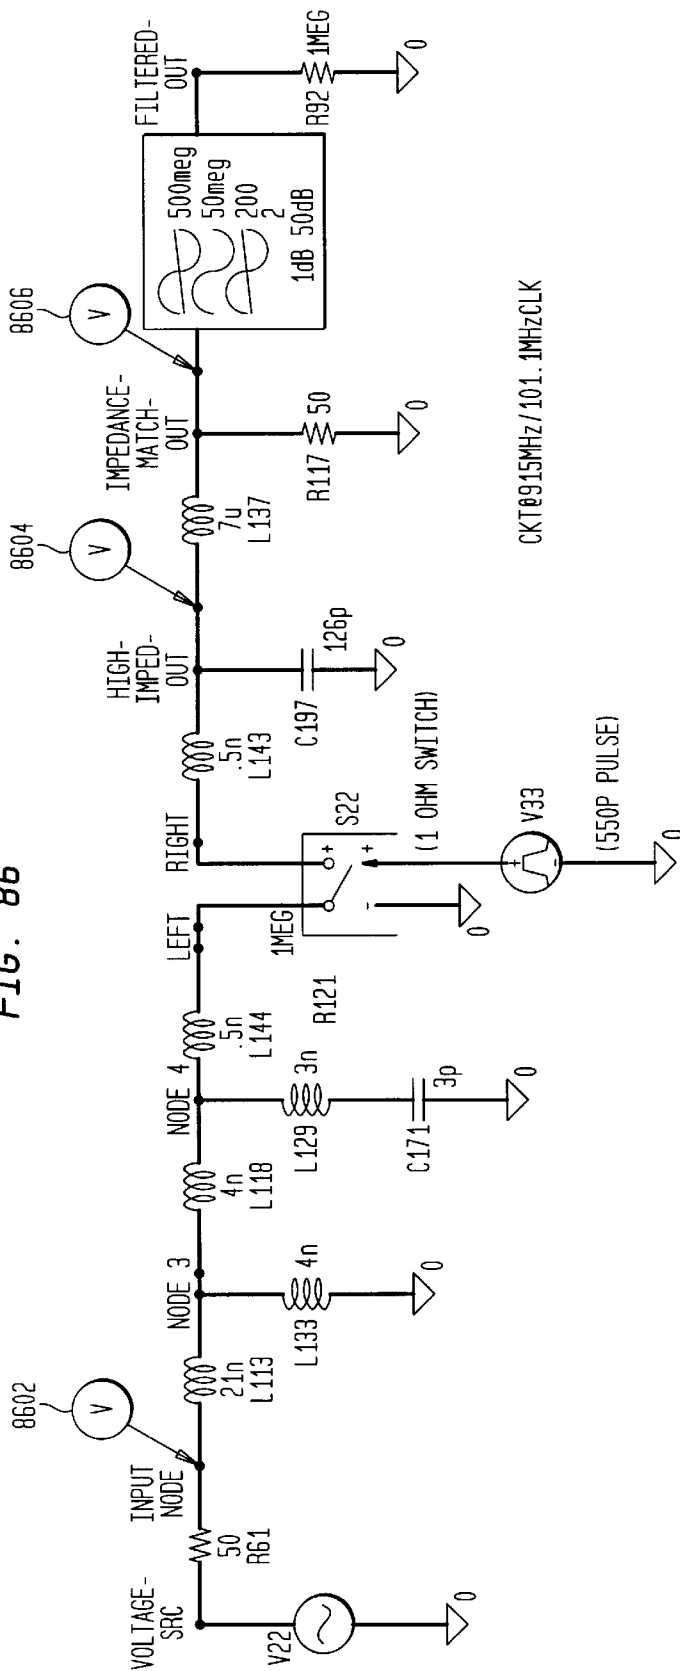 FIG. 86
VOLTAGE-
SRC
V22
0
50
R61
INPUT
NODE
8602
V
21n
L113
NODE 3
4n
L133
0
4n
L118
NODE 4
3n
L129
3p
C171
0
.5n
L144
R121
LEFT
1MEG
-
0
RIGHT
+
+
S22
(1 OHM SWITCH)
+
-
V33
(550P PULSE)
0
.5n
L143
HIGH-
IMPED-
OUT
126p
C197
0
8604
V
7u
L137
IMPEDANCE-
MATCH-
OUT
50
R117
0
8606
V
500meg
50meg
200
2
1dB 50dB
FILTERED-
OUT
1MEG
R92
0
CKT@915MHz/101.1MHzCLK